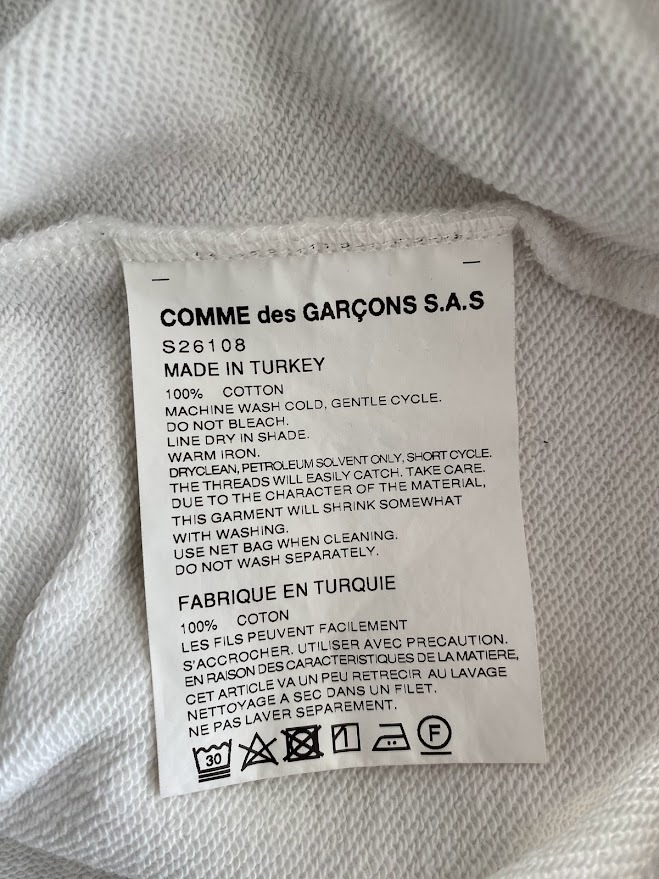 COMME des GARÇONS S.A.S
S26108
MADE IN TURKEY
100% COTTON
MACHINE WASH COLD, GENTLE CYCLE.
DO NOT BLEACH.
LINE DRY IN SHADE.
WARM IRON.
DRYCLEAN, PETROLEUM SOLVENT ONLY, SHORT CYCLE.
THE THREADS WILL EASILY CATCH. TAKE CARE.
DUE TO THE CHARACTER OF THE MATERIAL,
THIS GARMENT WILL SHRINK SOMEWHAT
WITH WASHING.
USE NET BAG WHEN CLEANING.
DO NOT WASH SEPARATELY.
FABRIQUE EN TURQUIE
100% COTON
LES FILS PEUVENT FACILEMENT
S'ACCROCHER. UTILISER AVEC PRECAUTION.
EN RAISON DES CARACTERISTIQUES DE LA MATIERE,
CET ARTICLE VA UN PEU RETRECIR AU LAVAGE
NETTOYAGE A SEC DANS UN FILET.
NE PAS LAVER SEPAREMENT.
30 F